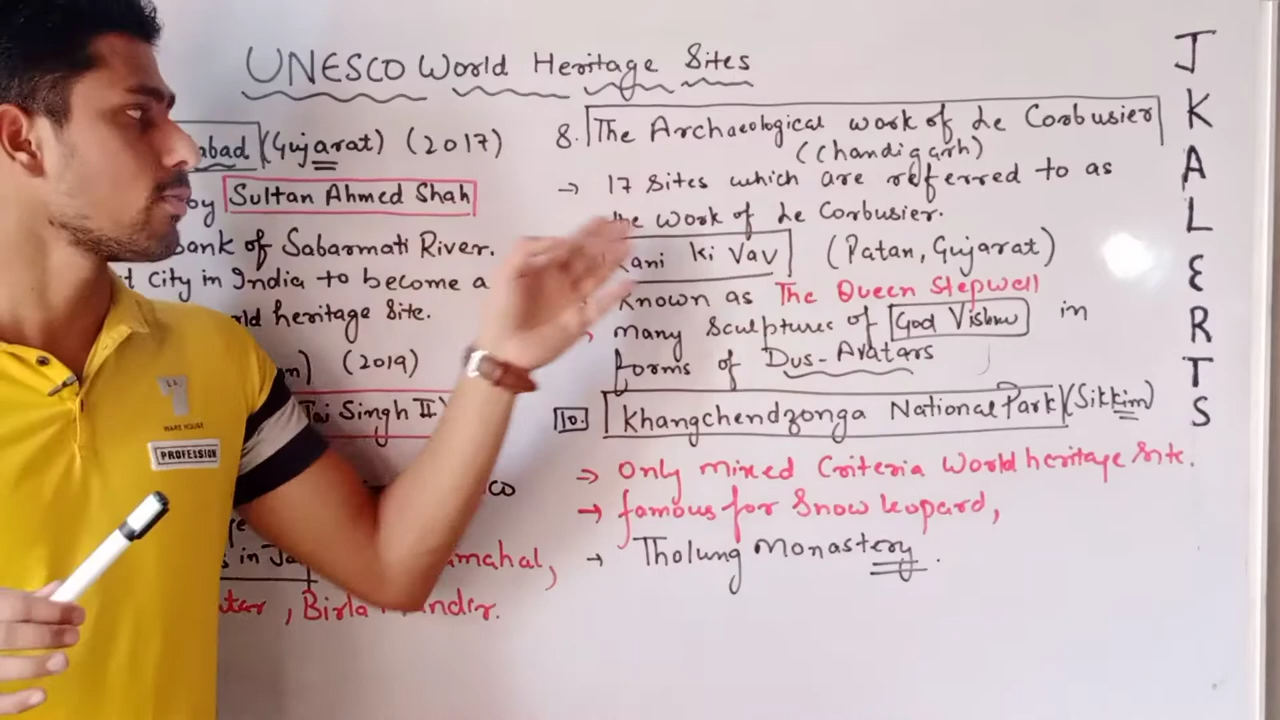 UNESCO World Heritage Sites
abad (Gujarat) (2017)
by Sultan Ahmed Shah
bank of Sabarmati River.
City in India to become a
heritage site.
(2019)
Jai Singh II
in
mahal,
, Birla
8. The Archaeological work of Le Corbusier
(Chandigarh)
→ 17 sites which are referred to as
the work of Le Corbusier.
Rani ki Vav (Patan, Gujarat)
Known as The Queen Stepwell
many sculptures of God Vishnu in
forms of Dus-Avatars
10. Khangchendzonga National Park (Sikkim)
→ Only mixed Criteria World heritage Site.
→ famous for Snow leopard,
→ Tholung Monastery.
JKALERTS
WARE HOUSE
PROFESSION